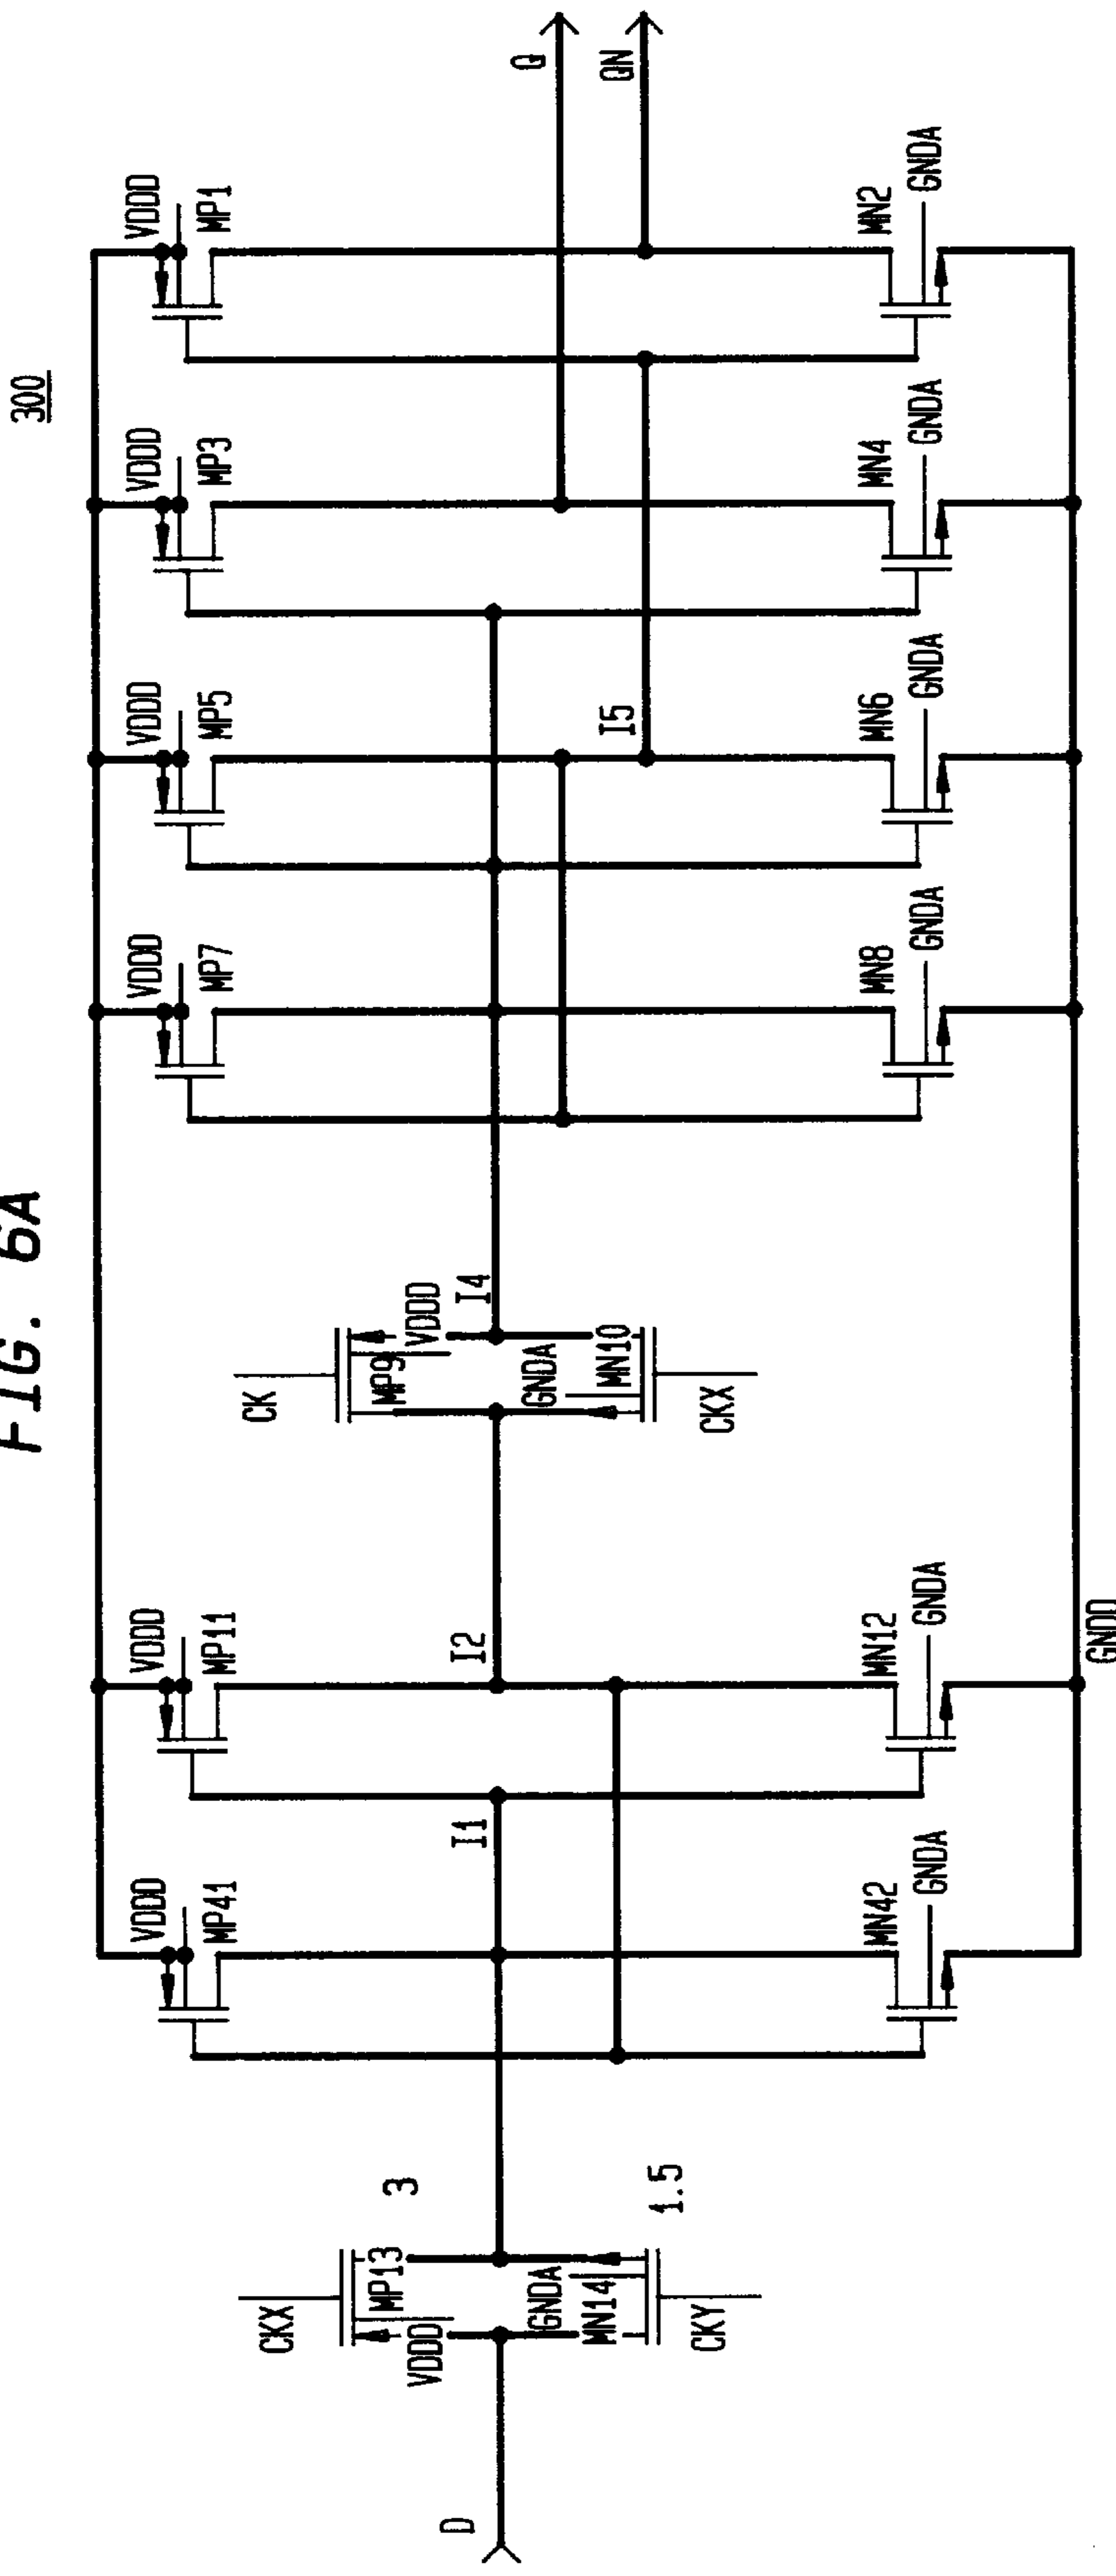 FIG. 6A
300
VDDD
MP41
VDDD
MP11
VDDD
MP7
VDDD
MP5
VDDD
MP3
VDDD
MP1
CKX
MP13
VDDD
3
CK
MP9
VDDD
D
I1
I2
I4
Q
I5
QN
GNDA
MN14
1.5
CKY
GNDA
MN10
CKX
MN42
GNDA
MN12
GNDA
MN8
GNDA
MN6
GNDA
MN4
GNDA
MN2
GNDA
GNDD